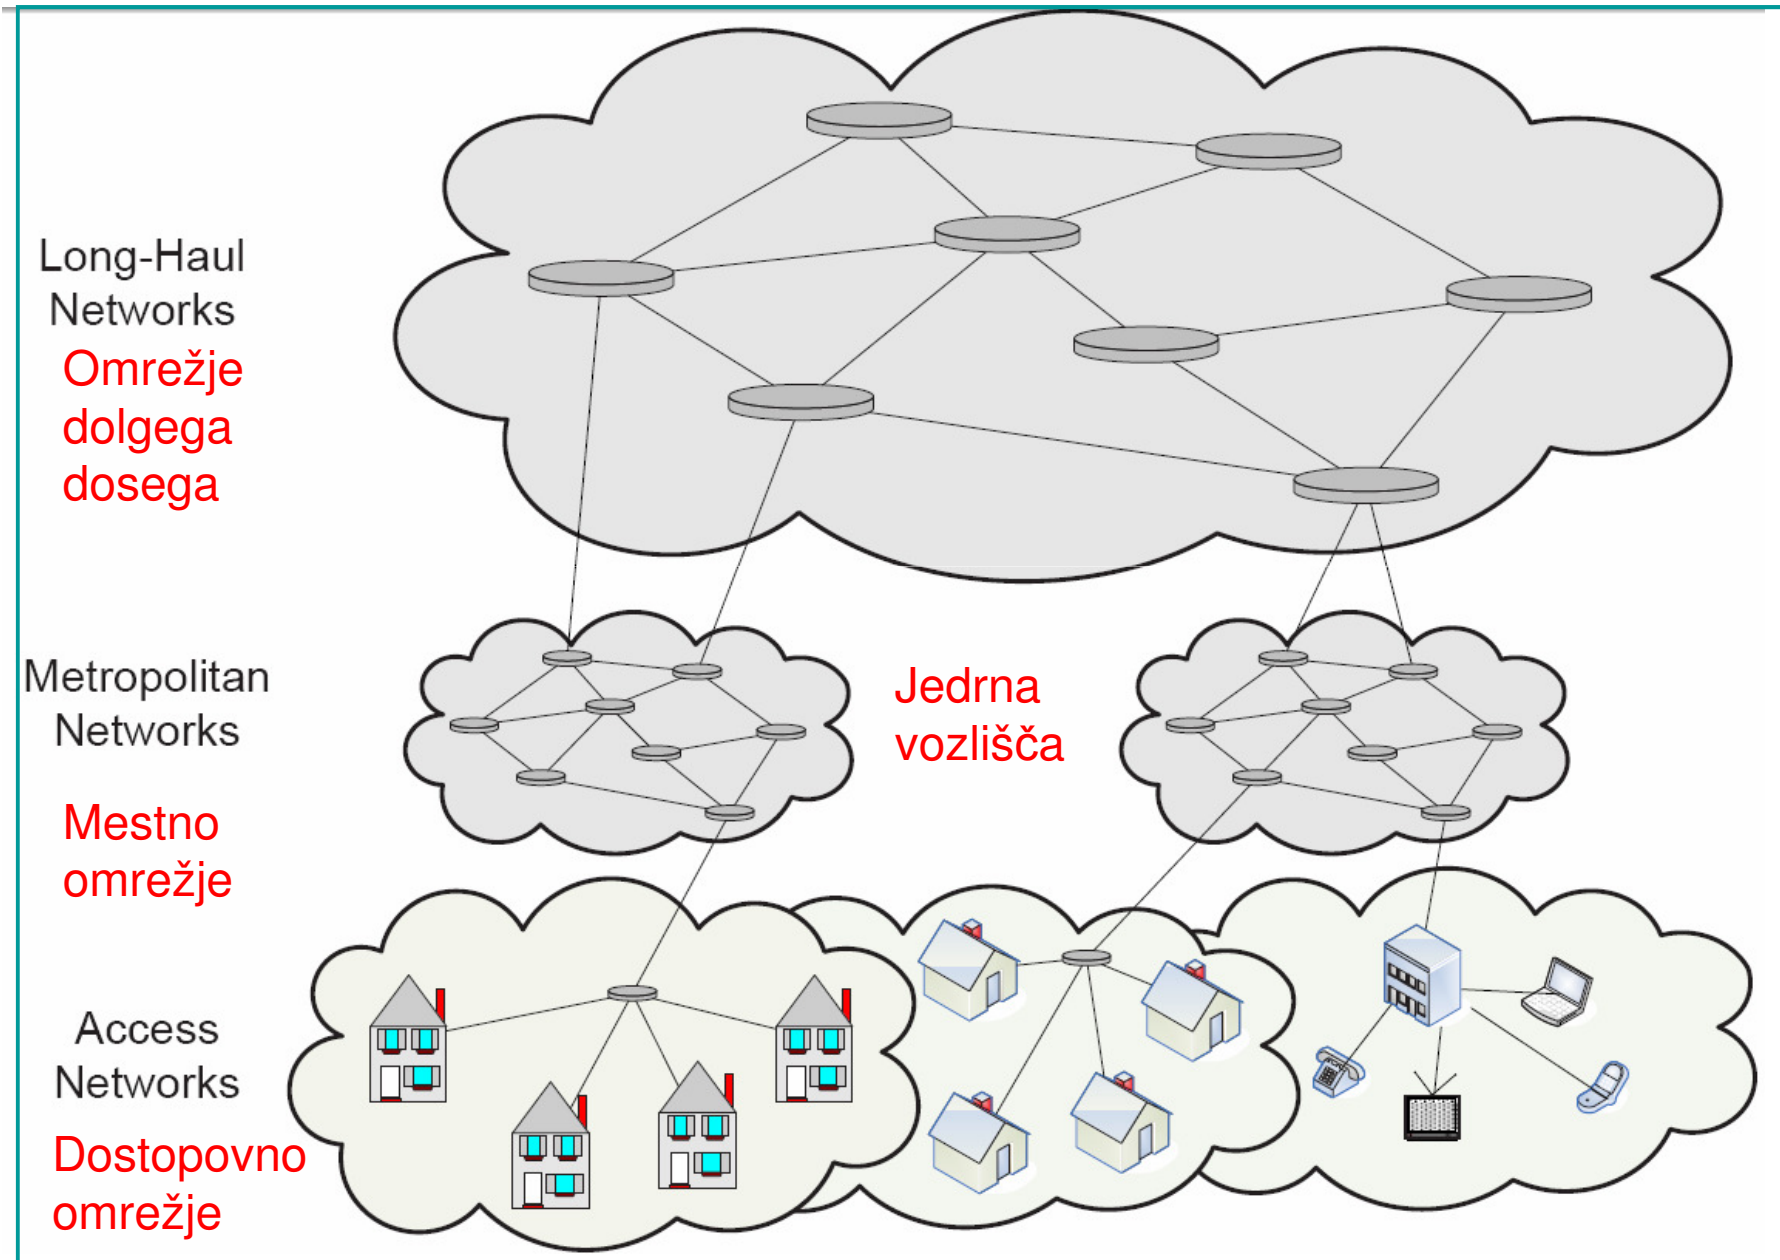 Long-Haul
Networks
Omrežje
dolgega
dosega
Metropolitan
Networks
Jedrna
vozlišča
Mestno
omrežje
Access
Networks
Dostopovno
omrežje